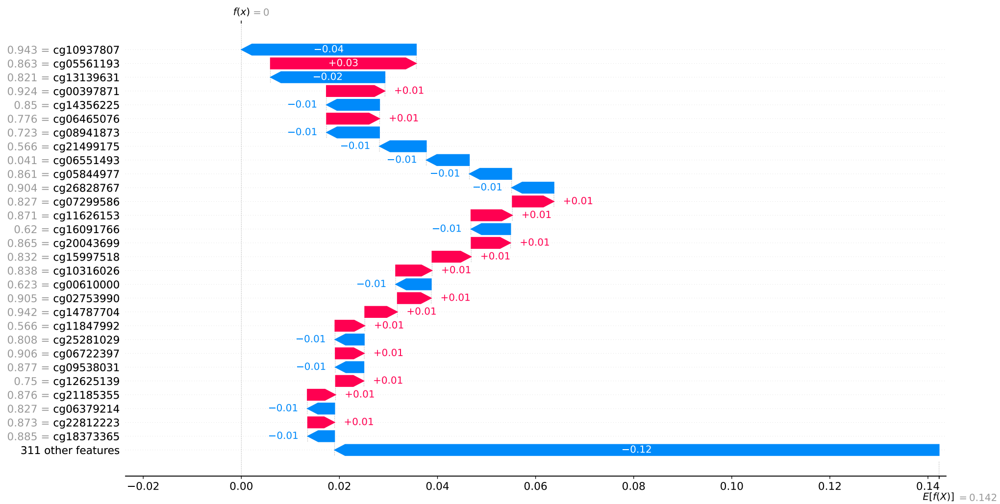 f(x) = 0
0.943 = cg10937807 −0.04
0.863 = cg05561193 +0.03
0.821 = cg13139631 −0.02
0.924 = cg00397871 +0.01
0.85 = cg14356225 −0.01
0.776 = cg06465076 +0.01
0.723 = cg08941873 −0.01
0.566 = cg21499175 −0.01
0.041 = cg06551493 −0.01
0.861 = cg05844977 −0.01
0.904 = cg26828767 −0.01
0.827 = cg07299586 +0.01
0.871 = cg11626153 +0.01
0.62 = cg16091766 −0.01
0.865 = cg20043699 +0.01
0.832 = cg15997518 +0.01
0.838 = cg10316026 +0.01
0.623 = cg00610000 −0.01
0.905 = cg02753990 +0.01
0.942 = cg14787704 +0.01
0.566 = cg11847992 +0.01
0.808 = cg25281029 −0.01
0.906 = cg06722397 +0.01
0.877 = cg09538031 −0.01
0.75 = cg12625139 +0.01
0.876 = cg21185355 +0.01
0.827 = cg06379214 −0.01
0.873 = cg22812223 +0.01
0.885 = cg18373365 −0.01
311 other features −0.12
−0.02 0.00 0.02 0.04 0.06 0.08 0.10 0.12 0.14
E[f(X)] = 0.142